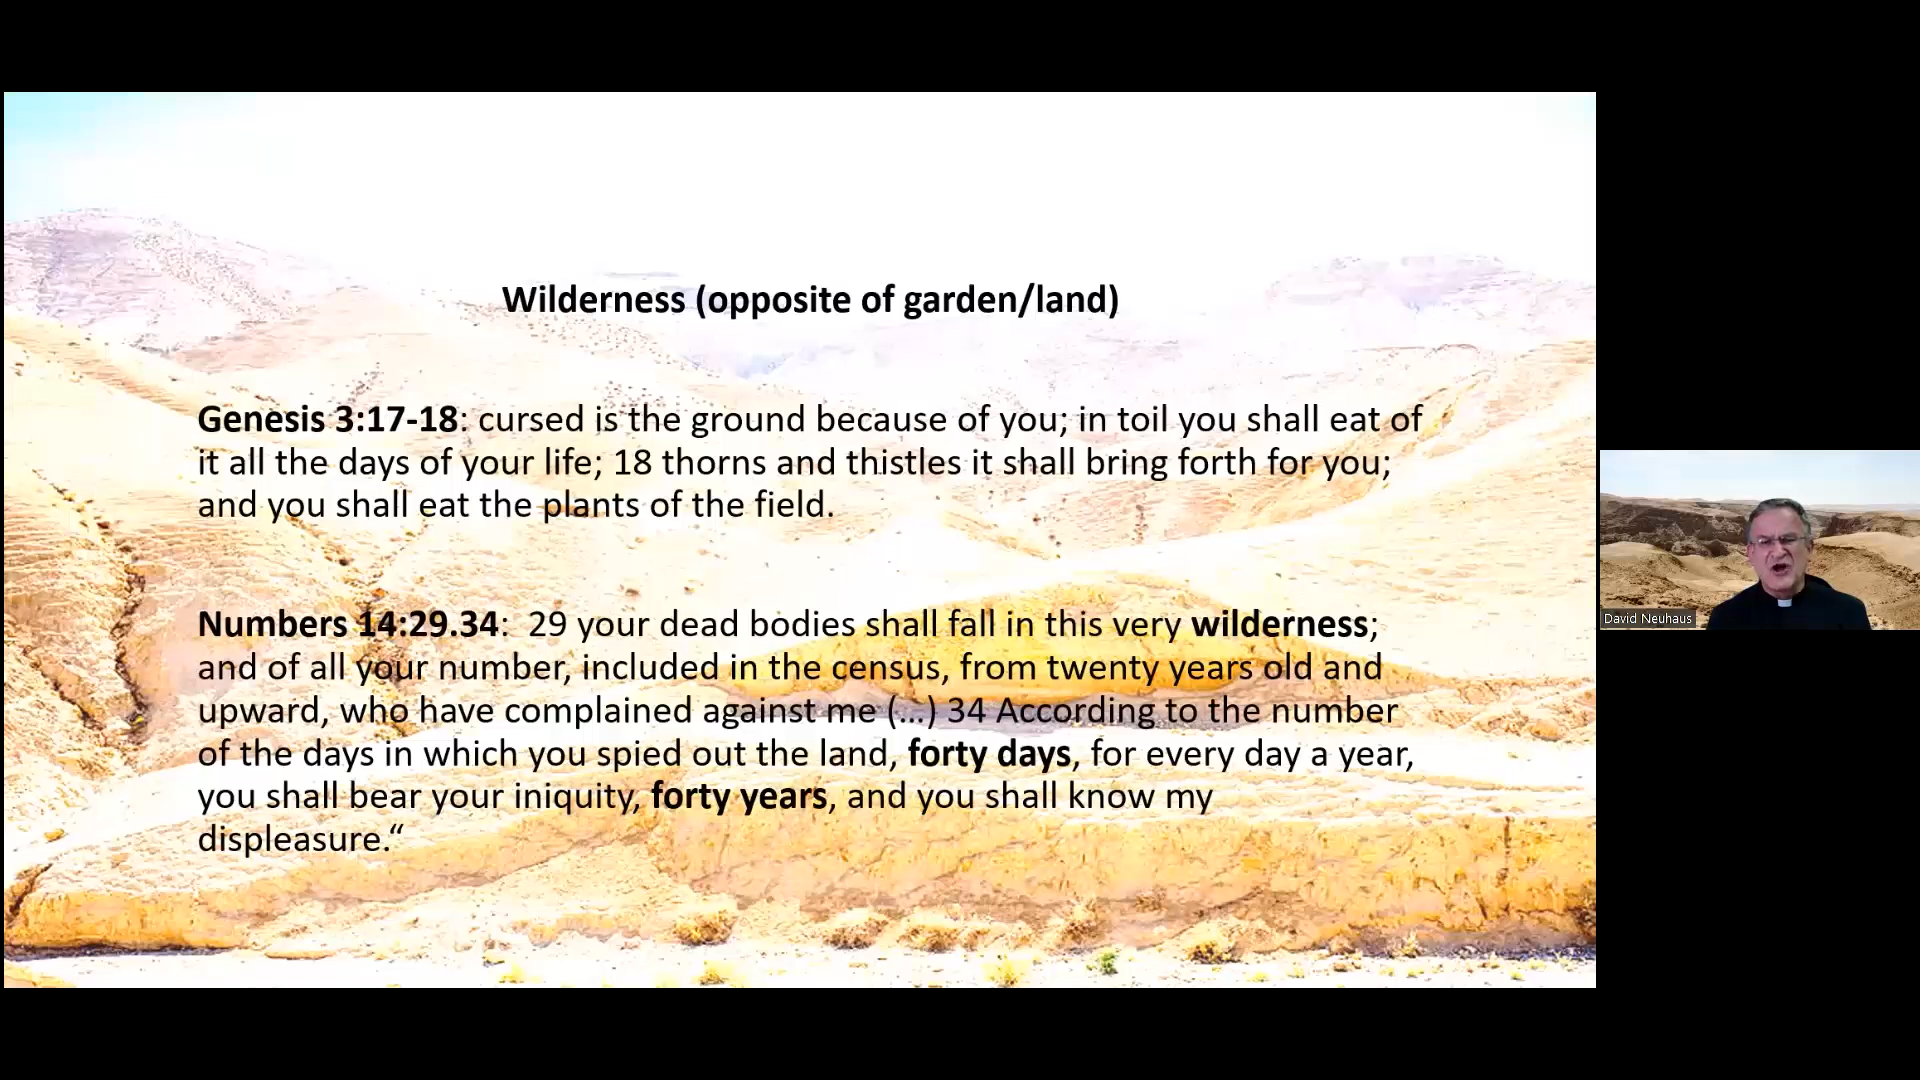 Wilderness (opposite of garden/land)
Genesis 3:17-18: cursed is the ground because of you; in toil you shall eat of
it all the days of your life; 18 thorns and thistles it shall bring forth for you;
and you shall eat the plants of the field.
Numbers 14:29.34:  29 your dead bodies shall fall in this very wilderness;
and of all your number, included in the census, from twenty years old and
upward, who have complained against me (…) 34 According to the number
of the days in which you spied out the land, forty days, for every day a year,
you shall bear your iniquity, forty years, and you shall know my
displeasure.“
David Neuhaus